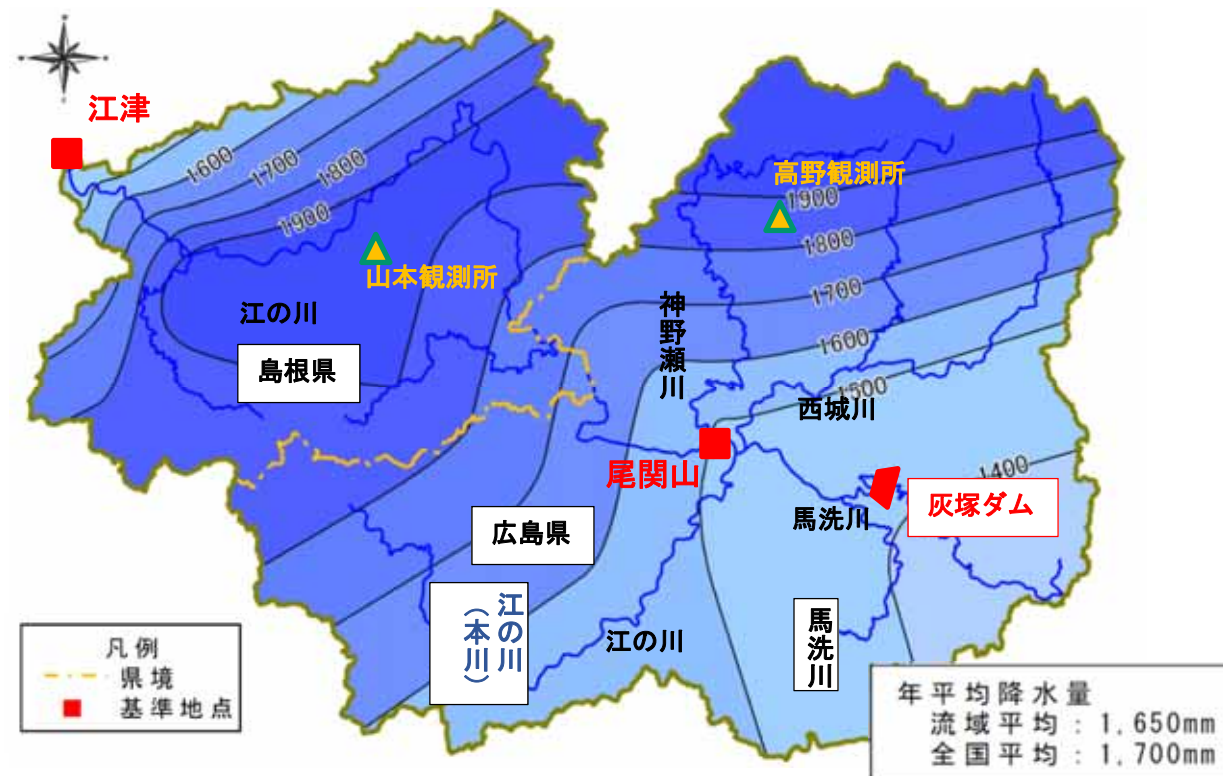 江津
1600
1700
1800
1900
山本観測所
江の川
島根県
高野観測所
1900
1800
1700
1600
1500
1400
神野瀬川
西城川
尾関山
馬洗川
灰塚ダム
広島県
江の川
(本川)
江の川
馬洗川
凡例
県境
基準地点
年平均降水量
流域平均 : 1,650mm
全国平均 : 1,700mm